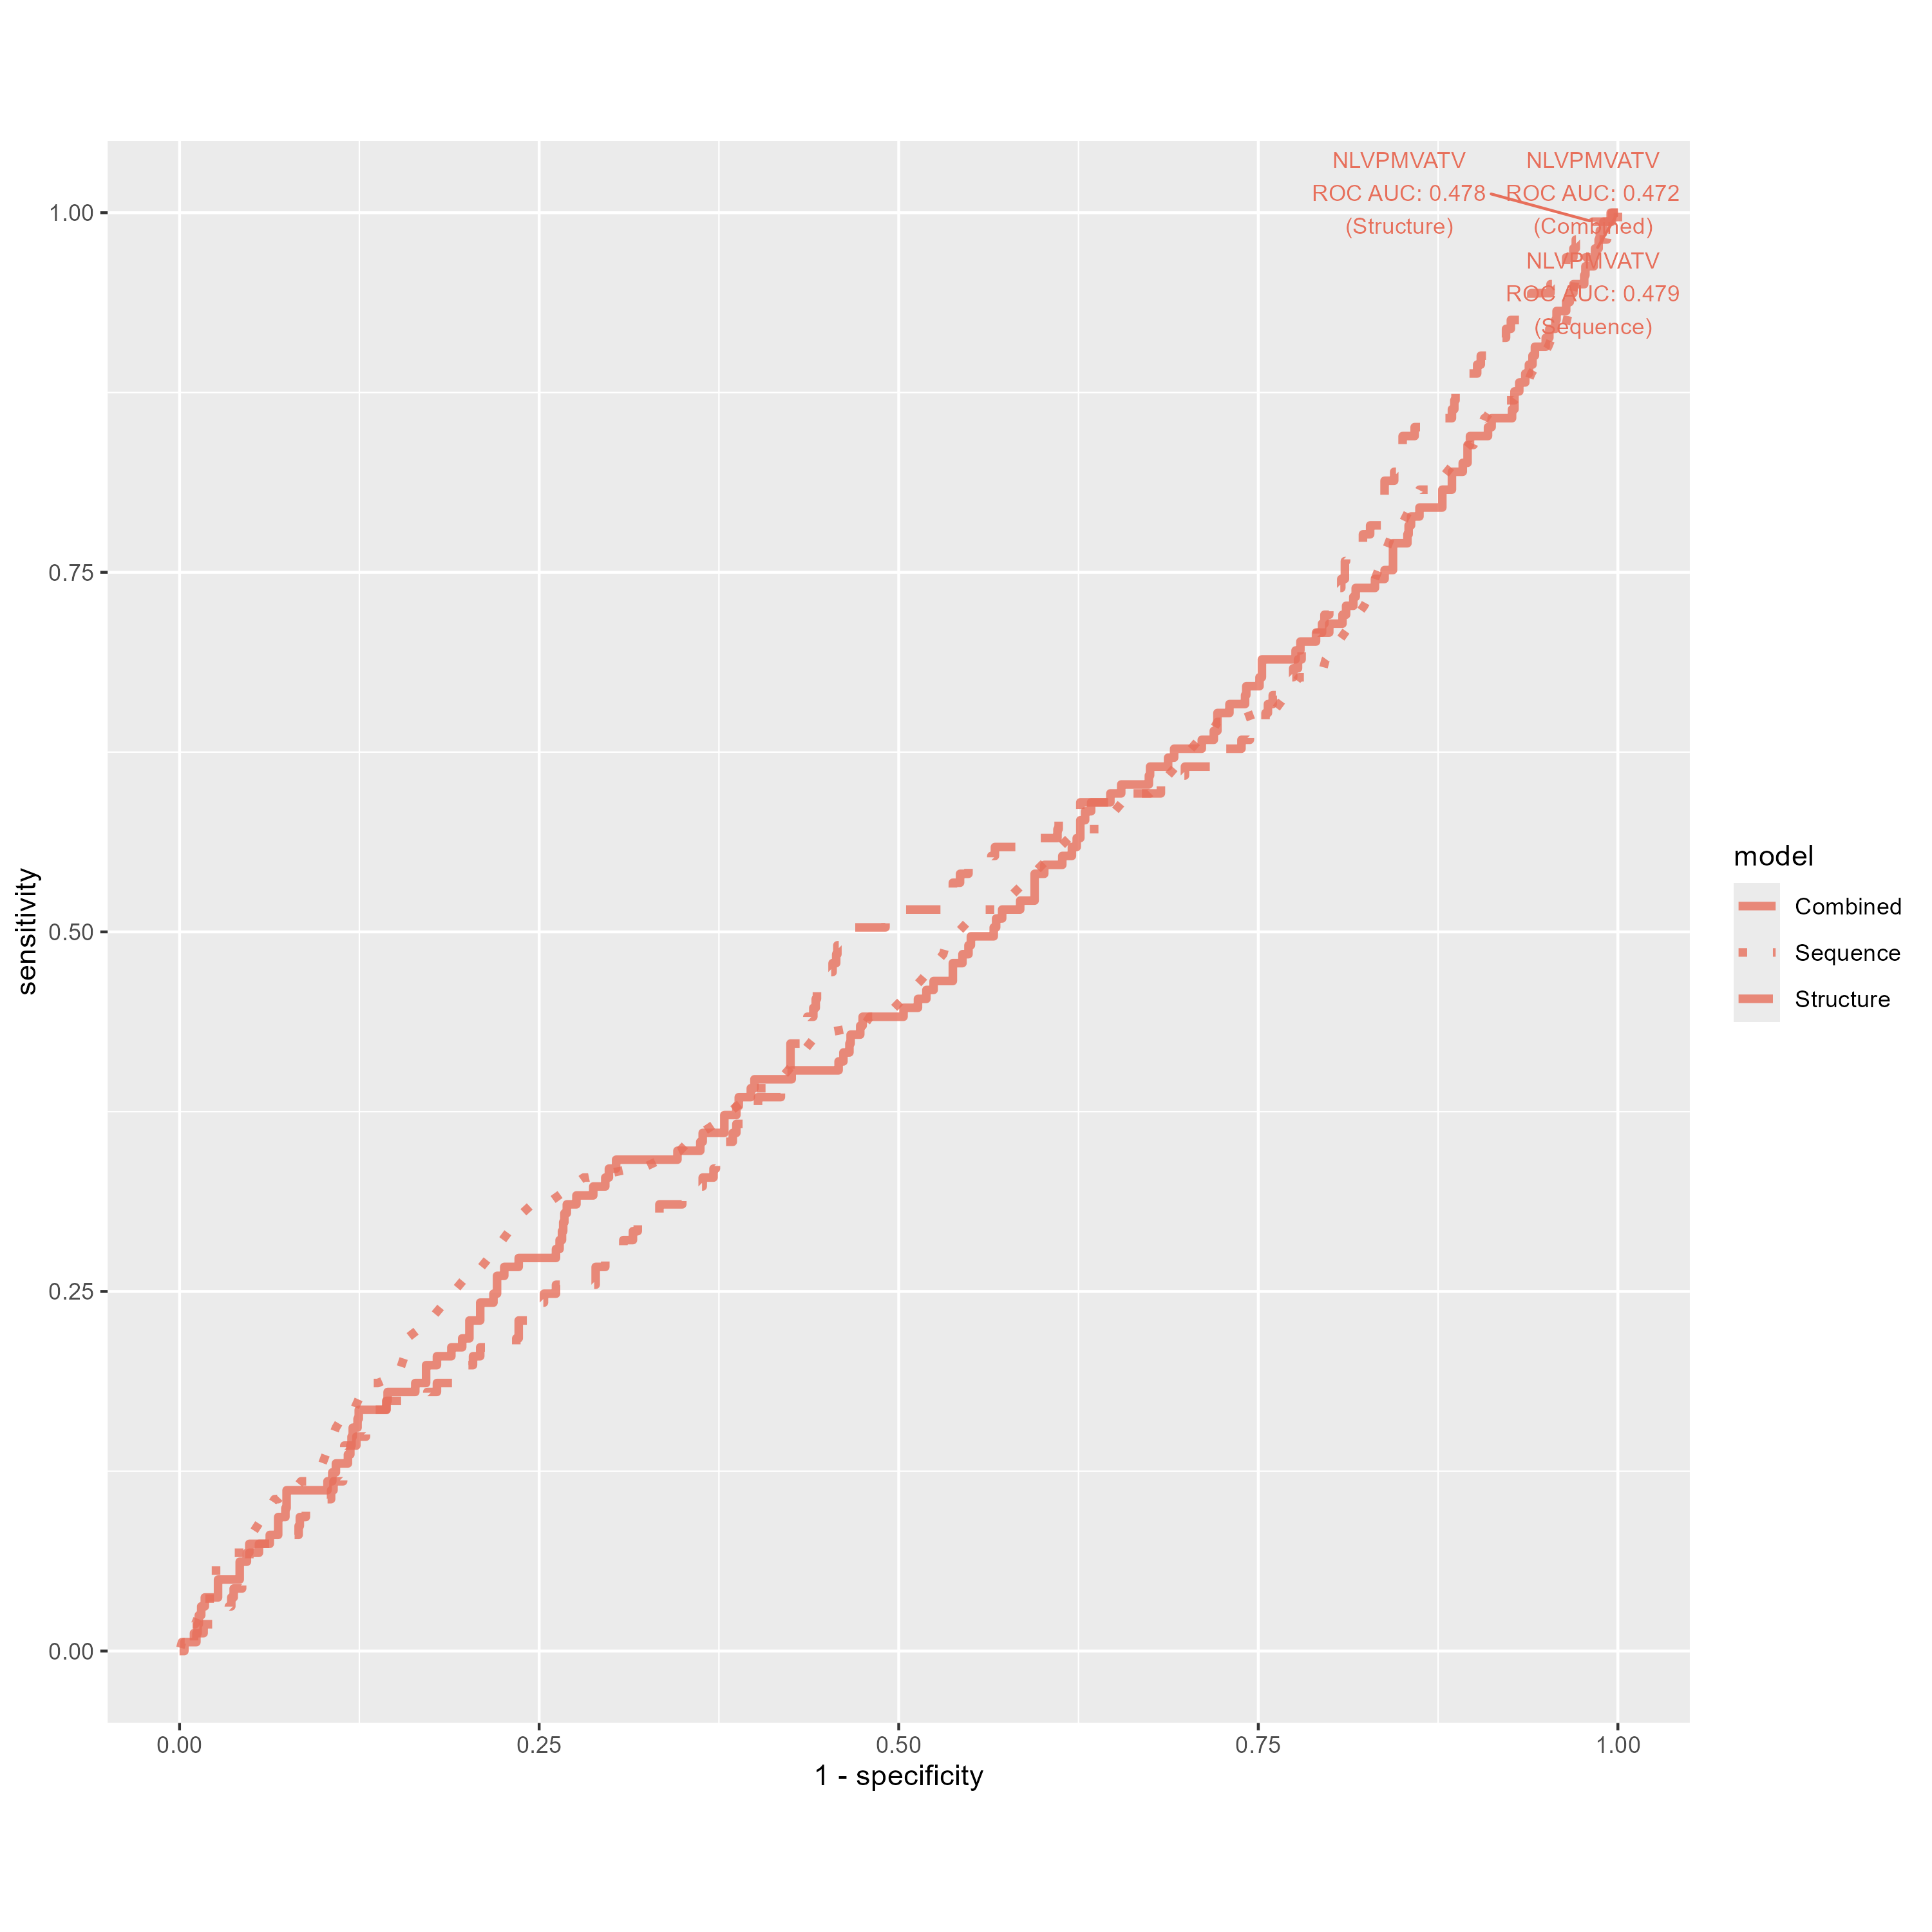 NLVPMVATV
ROC AUC: 0.478
(Structure)
NLVPMVATV
ROC AUC: 0.472
(Combined)
NLVPMVATV
ROC AUC: 0.479
(Sequence)
1.00
0.75
0.50
0.25
0.00
sensitivity
0.00
0.25
0.50
0.75
1.00
1 - specificity
model
Combined
Sequence
Structure